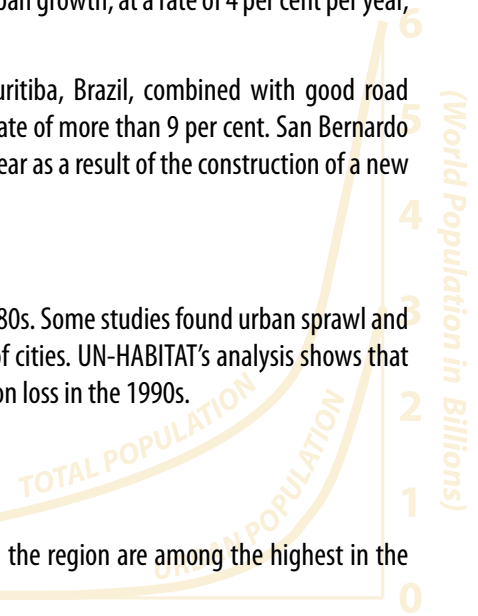 ban growth, at a rate of 4 per cent per year,
6
uritiba, Brazil, combined with good road
5
ate of more than 9 per cent. San Bernardo
ear as a result of the construction of a new
4
(World Population in Billions)
80s. Some studies found urban sprawl and
3
of cities. UN-HABITAT’s analysis shows that
on loss in the 1990s.
2
TOTAL POPULATION
URBAN POPULATION
1
the region are among the highest in the
0